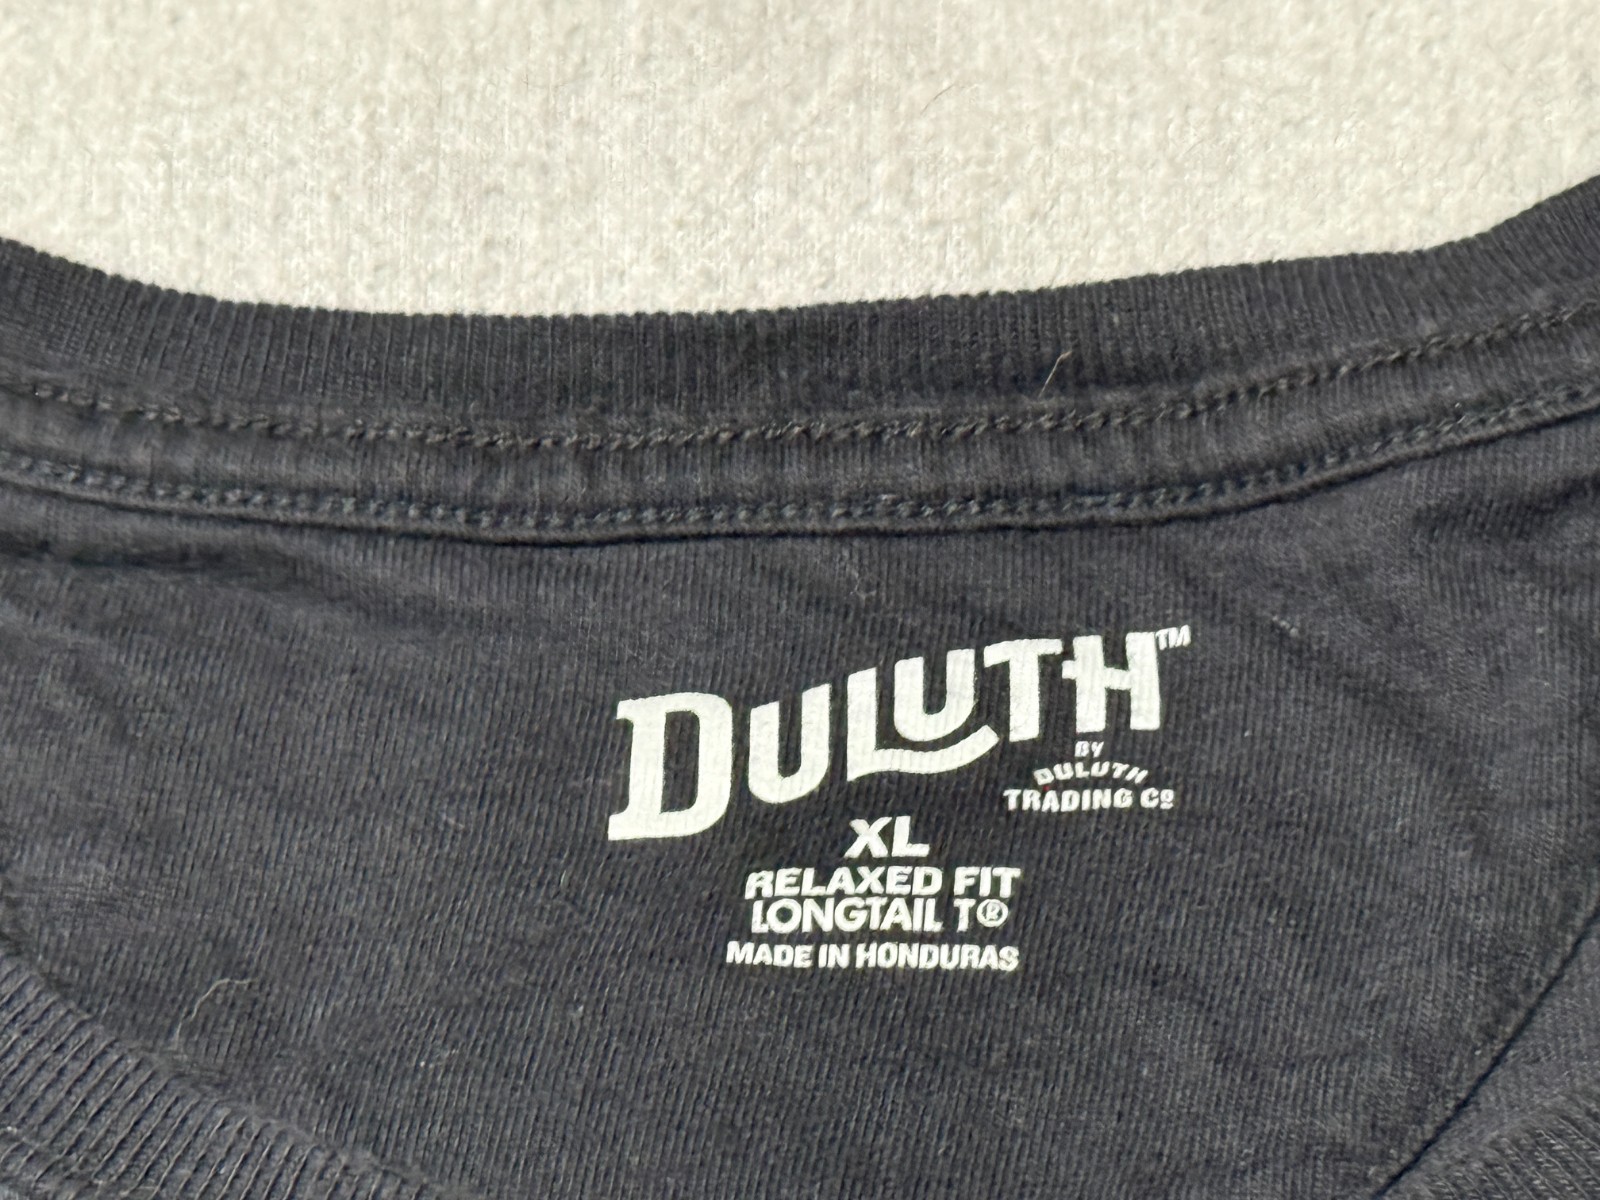 DULUTH™
BY
DULUTH
TRADING Cº
XL
RELAXED FIT
LONGTAIL T®
MADE IN HONDURAS